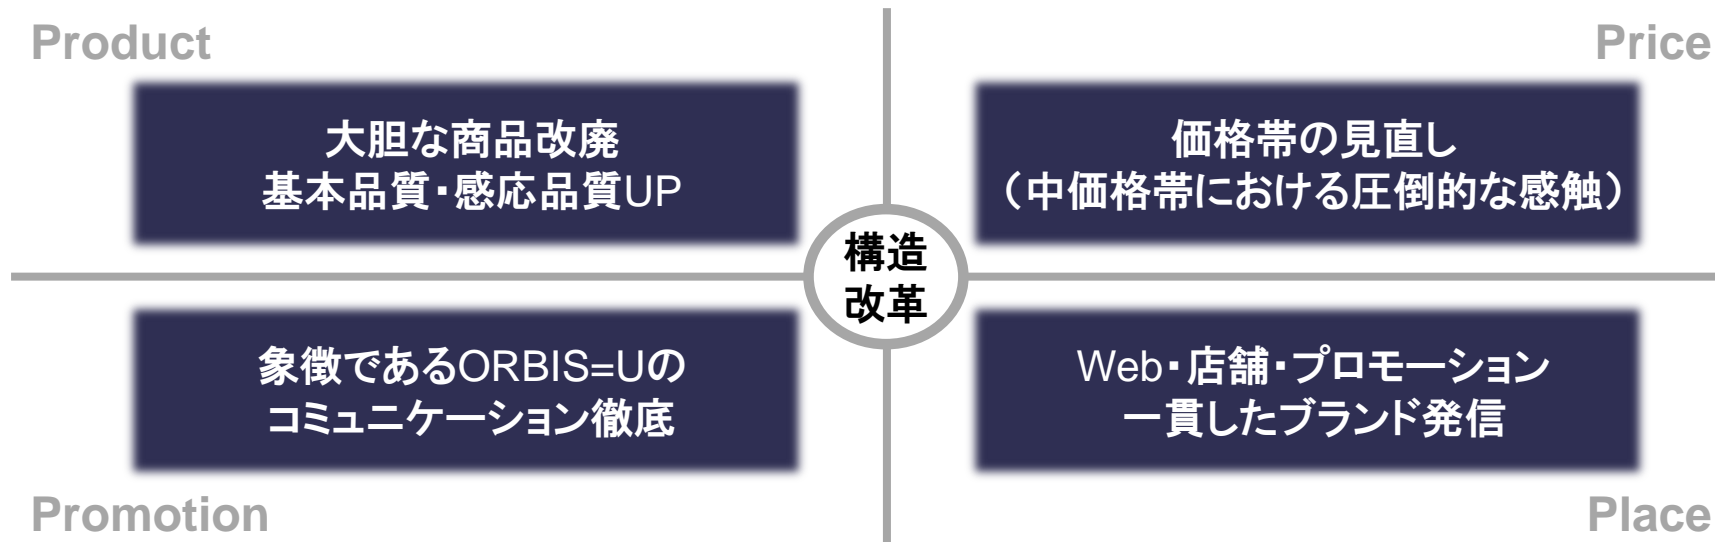 Product
Price
大胆な商品改廃
基本品質・感応品質UP
価格帯の見直し
（中価格帯における圧倒的な感触）
構造
改革
象徴であるORBIS=Uの
コミュニケーション徹底
Web・店舗・プロモーション
一貫したブランド発信
Promotion
Place